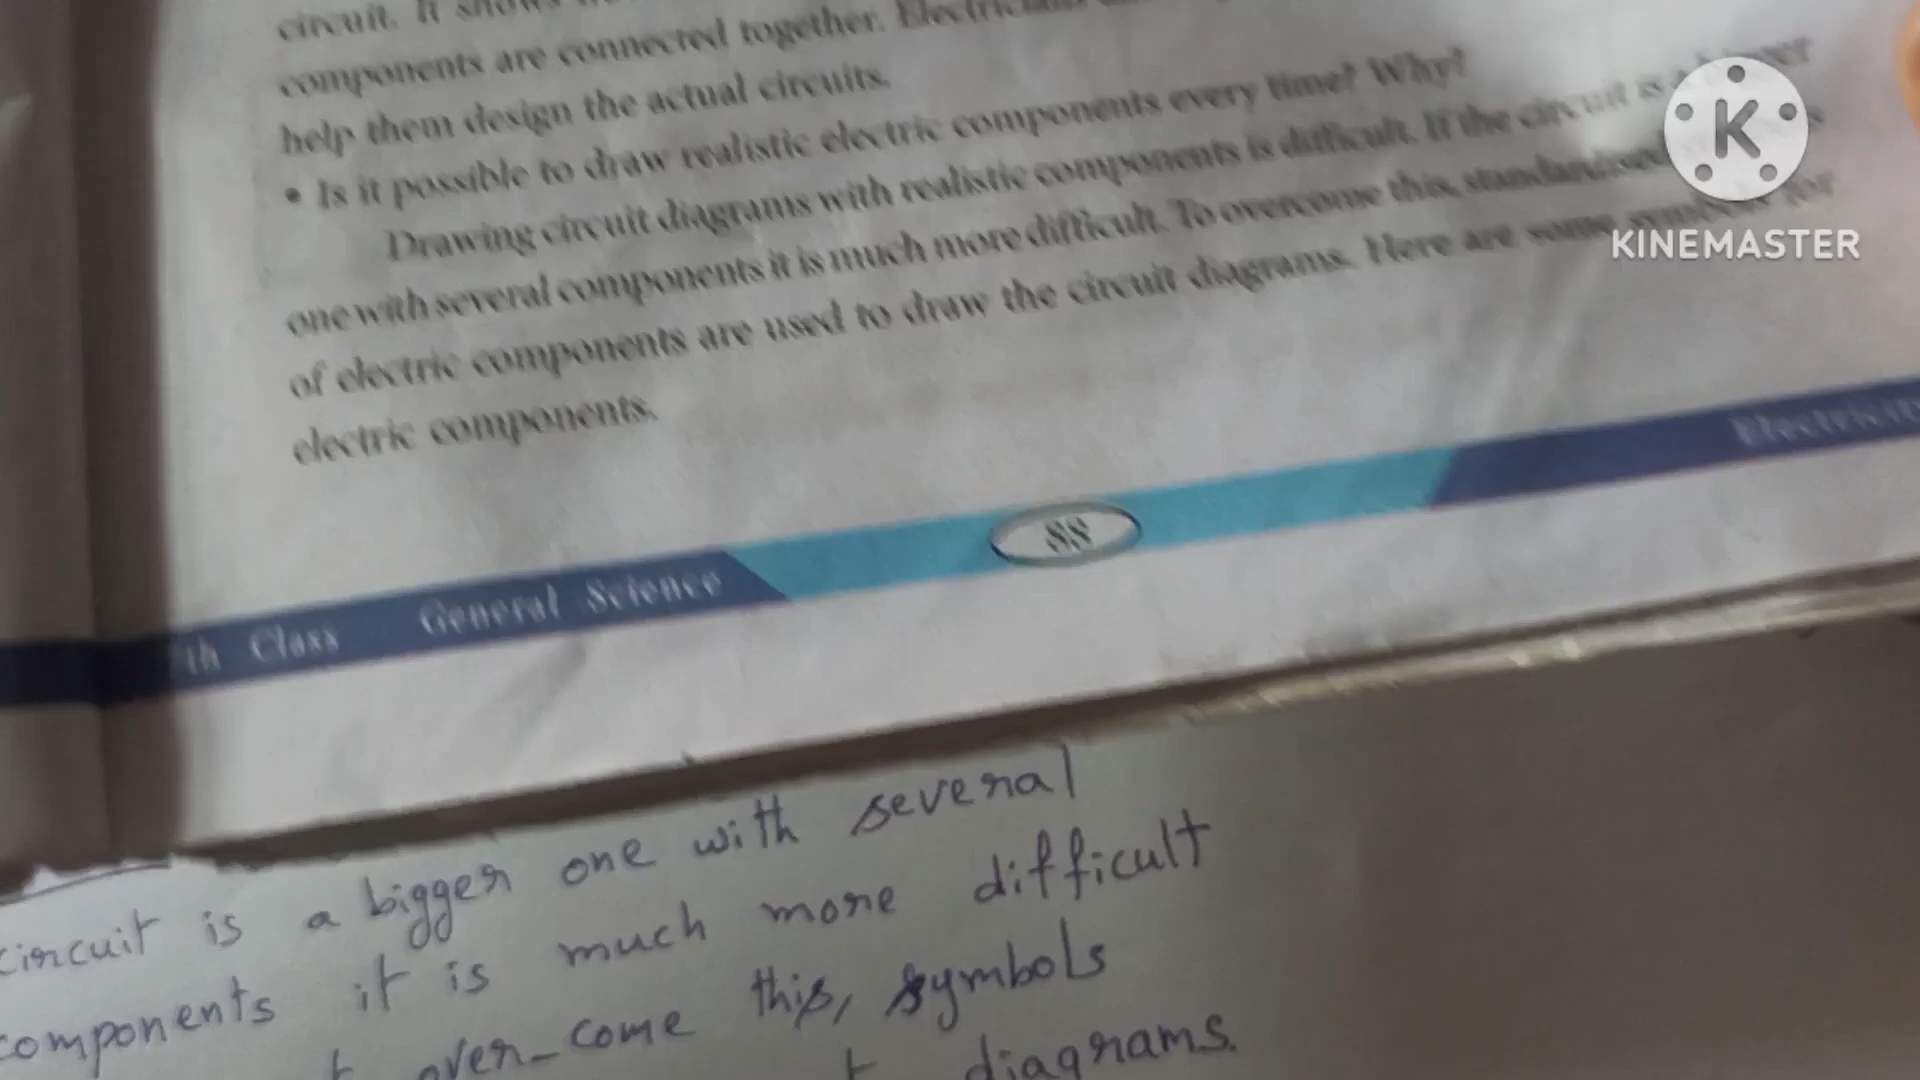 circuit. It shows
components are connected together. Electricians
help them design the actual circuits.
• Is it possible to draw realistic electric components every time? Why?
Drawing circuit diagrams with realistic components is difficult. If the circuit is a bigger
one with several components it is much more difficult. To overcome this, standardised
of electric components are used to draw the circuit diagrams. Here are some symbols for
electric components.
K
KINEMASTER
th Class General Science
88
Electricity
circuit is a bigger one with several
components it is much more difficult
over-come this, symbols
diagrams.